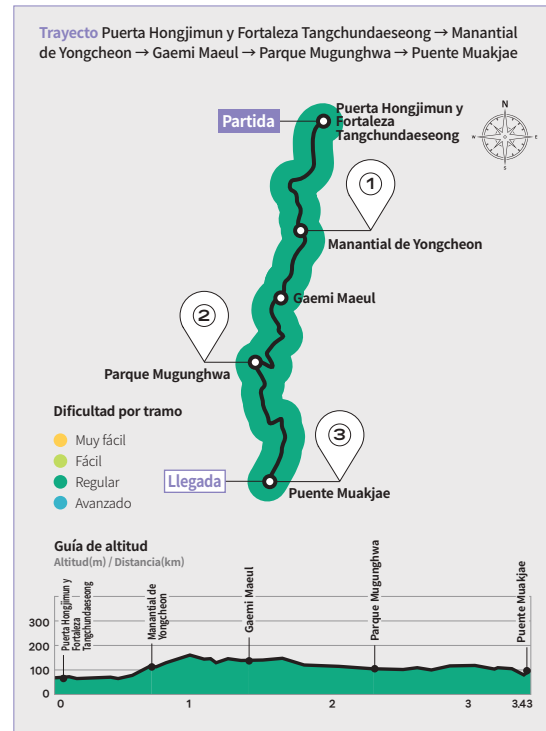 Trayecto Puerta Hongjimun y Fortaleza Tangchundaeseong → Manantial
de Yongcheon → Gaemi Maeul → Parque Mugunghwa → Puente Muakjae
Partida
Puerta Hongjimun y
Fortaleza
Tangchundaeseong
N
W
E
S
1
Manantial de Yongcheon
Gaemi Maeul
2
Parque Mugunghwa
Dificultad por tramo
Muy fácil
Fácil
Regular
Avanzado
3
Llegada
Puente Muakjae
Guía de altitud
Altitud(m) / Distancia(km)
Puerta Hongjimun y
Fortaleza
Tangchundaeseong
Manantial de
Yongcheon
Gaemi Maeul
Parque Mugunghwa
Puente Muakjae
300
200
100
0
0
1
2
3
3.43